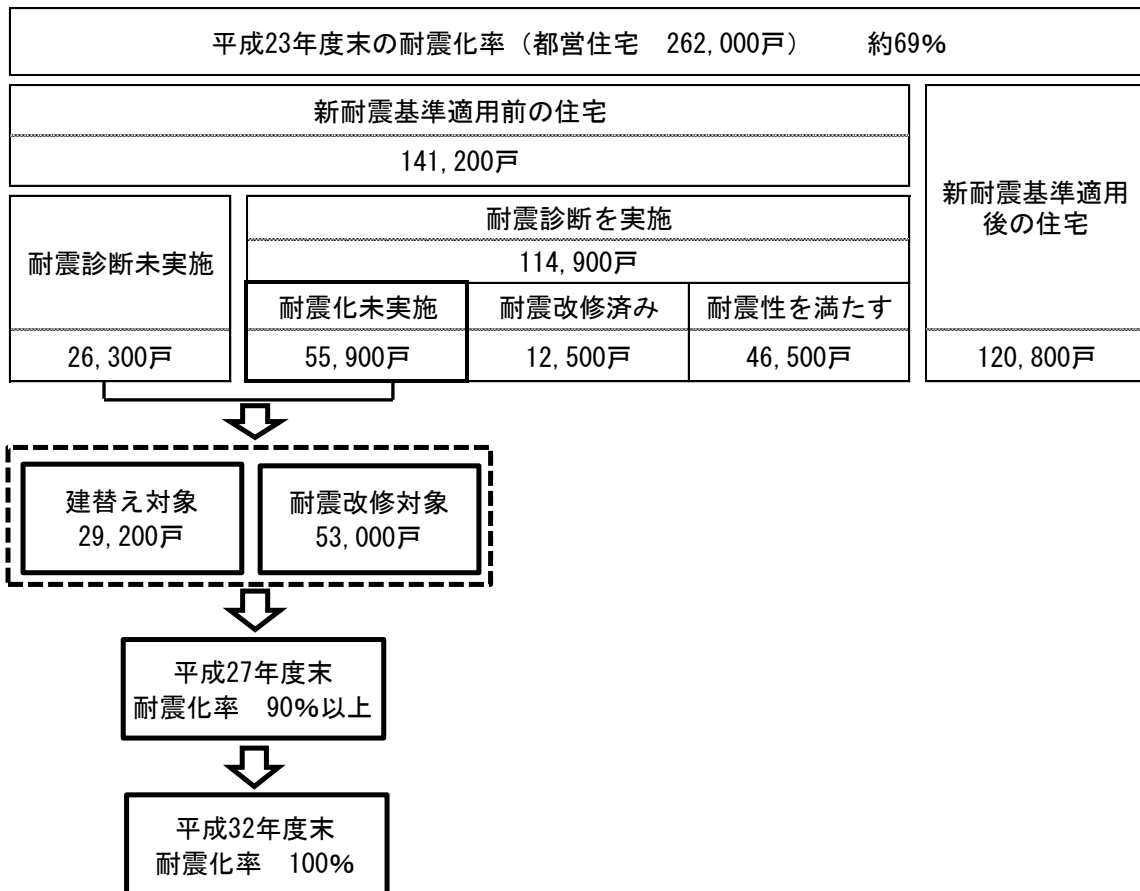 平成23年度末の耐震化率（都営住宅　262,000戸）　　約69%
新耐震基準適用前の住宅
141,200戸
新耐震基準適用
後の住宅
耐震診断未実施
耐震診断を実施
114,900戸
耐震化未実施
耐震改修済み
耐震性を満たす
26,300戸
55,900戸
12,500戸
46,500戸
120,800戸
建替え対象
29,200戸
耐震改修対象
53,000戸
平成27年度末
耐震化率　90%以上
平成32年度末
耐震化率　100%